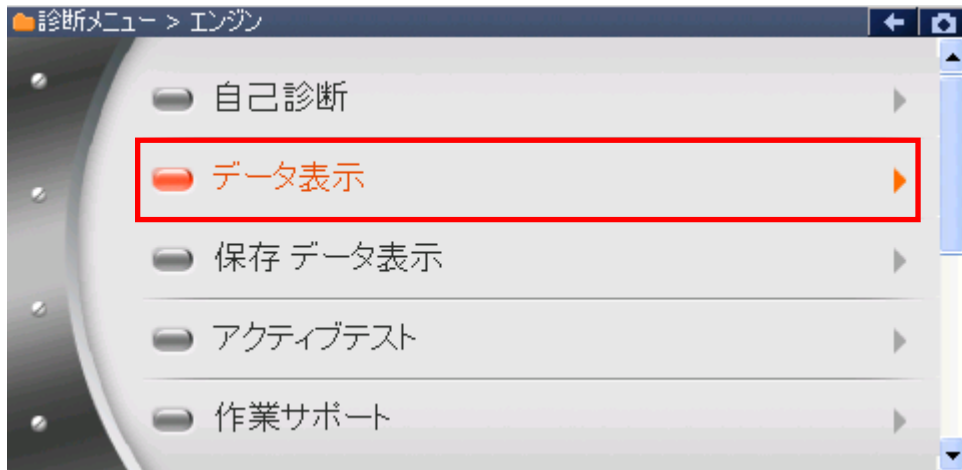 診断メニュー > エンジン
自己診断
データ表示
保存 データ表示
アクティブテスト
作業サポート